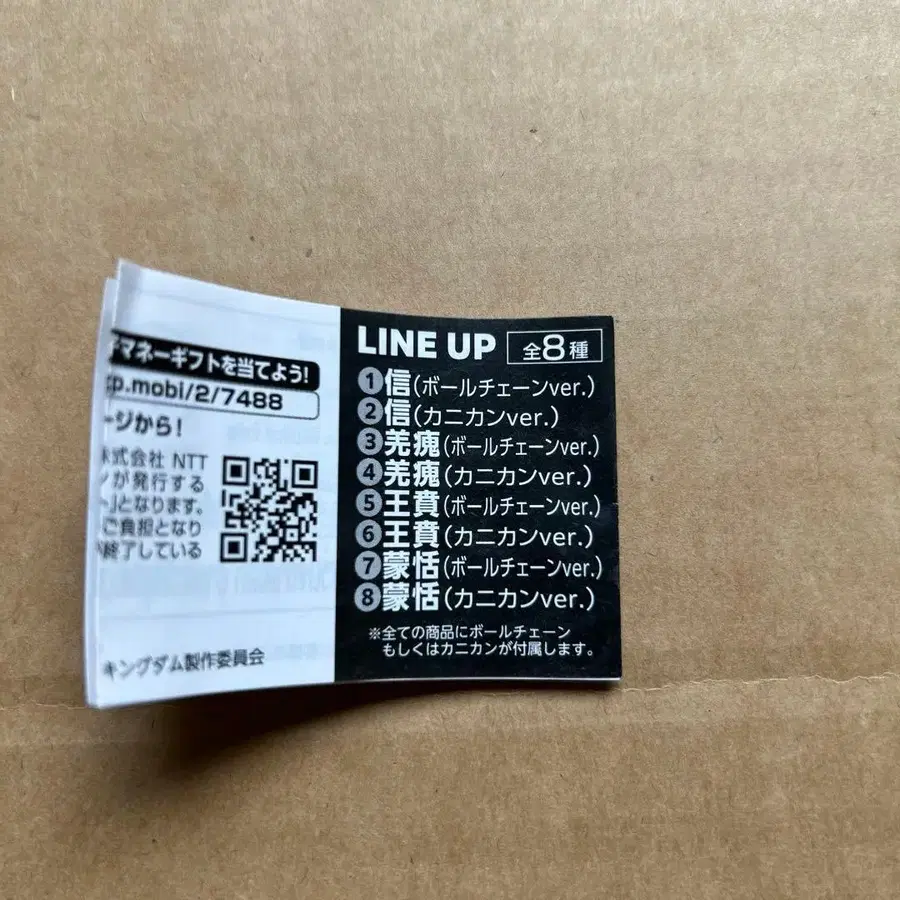 マネーギフトを当てよう!
p.mobi/2/7488
ージから!
株式会社 NTT
が発行する
となります。
ご負担となり
終了している
キングダム製作委員会
LINE UP 全8種
1信(ボールチェーンver.)
2信(カニカンver.)
3羌瘣(ボールチェーンver.)
4羌瘣(カニカンver.)
5王賁(ボールチェーンver.)
6王賁(カニカンver.)
7蒙恬(ボールチェーンver.)
8蒙恬(カニカンver.)
※全ての商品にボールチェーン
もしくはカニカンが付属します。